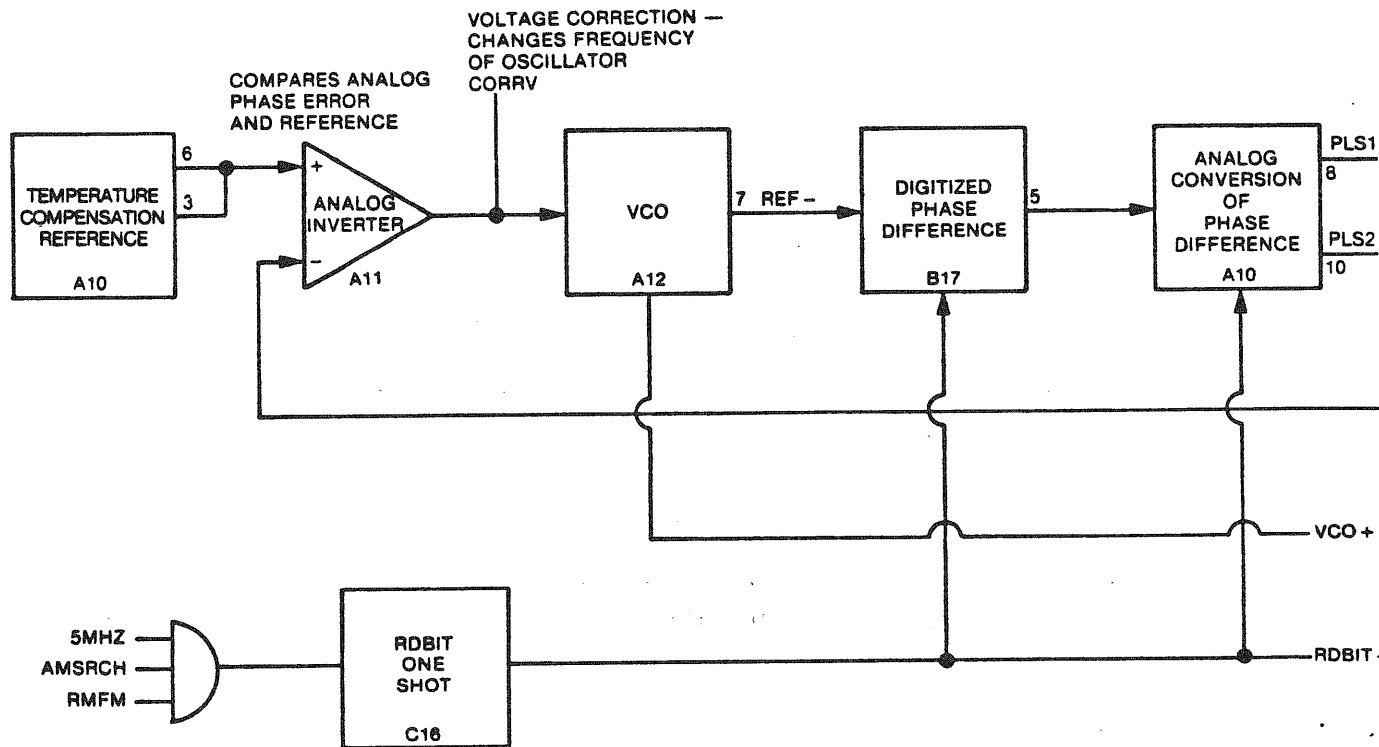 VOLTAGE CORRECTION —
CHANGES FREQUENCY
OF OSCILLATOR
CORRV
COMPARES ANALOG
PHASE ERROR
AND REFERENCE
TEMPERATURE
COMPENSATION
REFERENCE
A10
6
3
+
ANALOG
INVERTER
-
A11
VCO
A12
7 REF -
DIGITIZED
PHASE
DIFFERENCE
B17
5
ANALOG
CONVERSION
OF
PHASE
DIFFERENCE
A10
PLS1
8
PLS2
10
VCO +
5MHZ
AMSRCH
RMFM
RDBIT
ONE
SHOT
C16
RDBIT -